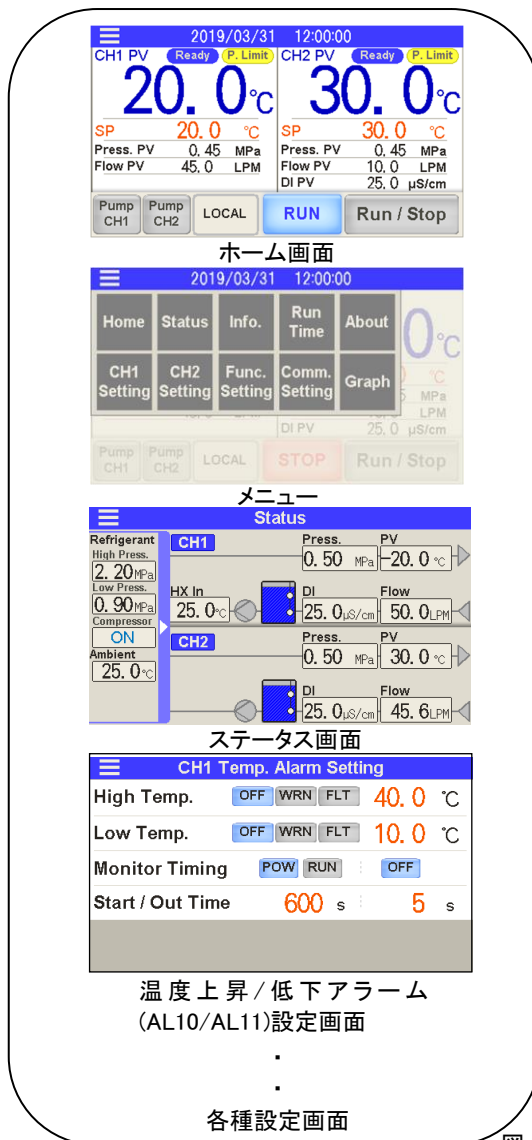 2019/03/31 12:00:00
CH1 PV Ready P. Limit CH2 PV Ready P. Limit
20.0℃ 30.0℃
SP 20.0 ℃ SP 30.0 ℃
Press. PV 0.45 MPa Press. PV 0.45 MPa
Flow PV 45.0 LPM Flow PV 10.0 LPM
DI PV 25.0 μS/cm
Pump CH1 Pump CH2 LOCAL RUN Run / Stop
ホーム画面
2019/03/31 12:00:00
Home Status Info. Run Time About
CH1 Setting CH2 Setting Func. Setting Comm. Setting Graph
0℃
℃
MPa
LPM
DI PV 25.0 μS/cm
Pump CH1 Pump CH2 LOCAL STOP Run / Stop
メニュー
Status
Refrigerant
High Press.
2.20MPa
Low Press.
0.90MPa
Compressor
ON
Ambient
25.0℃
CH1 Press. PV
0.50 MPa -20.0 ℃
HX In DI Flow
25.0℃ 25.0μS/cm 50.0LPM
CH2 Press. PV
0.50 MPa 30.0 ℃
DI Flow
25.0μS/cm 45.6LPM
ステータス画面
CH1 Temp. Alarm Setting
High Temp. OFF WRN FLT 40.0 ℃
Low Temp. OFF WRN FLT 10.0 ℃
Monitor Timing POW RUN OFF
Start / Out Time 600 s 5 s
温度上昇/低下アラーム
(AL10/AL11)設定画面
・
・
各種設定画面